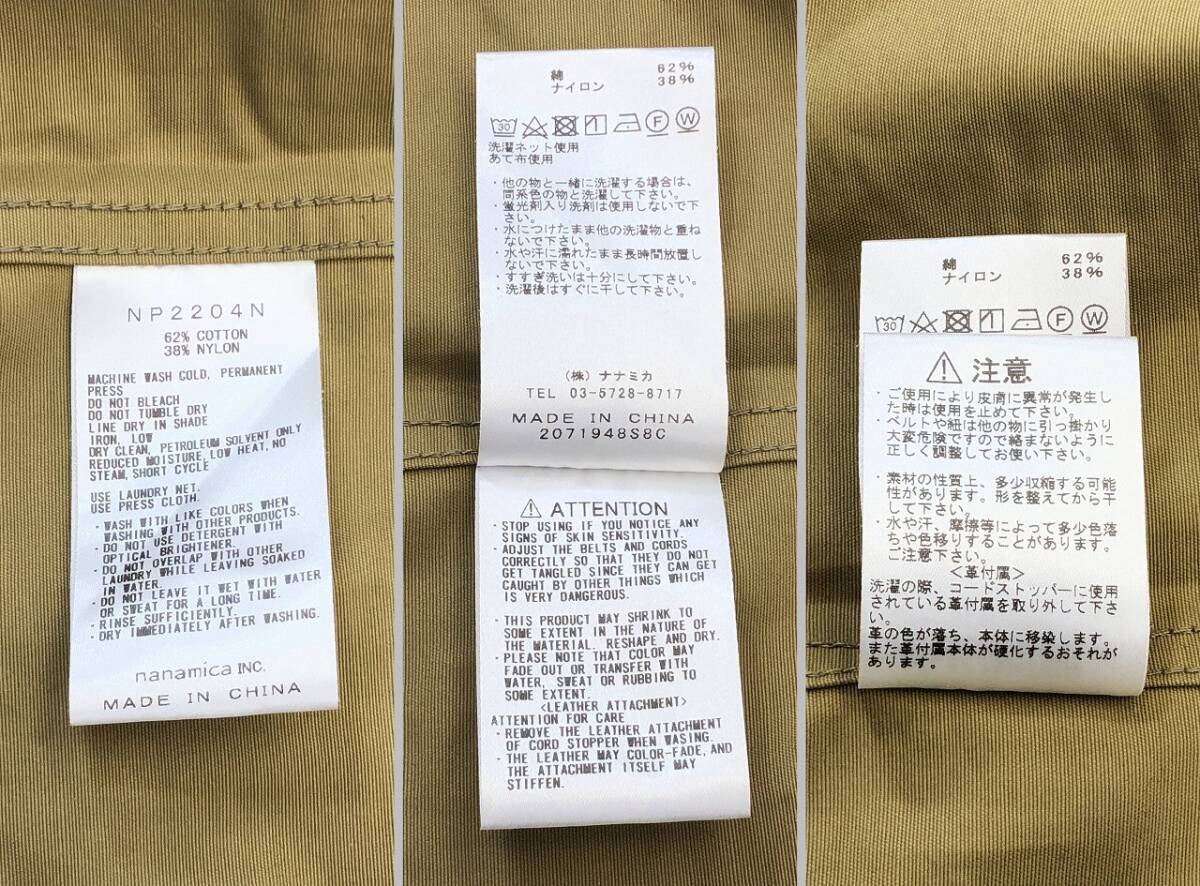 NP2204N
62% COTTON
38% NYLON
MACHINE WASH COLD, PERMANENT
PRESS
DO NOT BLEACH
DO NOT TUMBLE DRY
LINE DRY IN SHADE
IRON, LOW
DRY CLEAN, PETROLEUM SOLVENT ONLY
REDUCED MOISTURE, LOW HEAT, NO
STEAM, SHORT CYCLE
USE LAUNDRY NET.
USE PRESS CLOTH.
・WASH WITH LIKE COLORS WHEN
WASHING WITH OTHER PRODUCTS.
・DO NOT USE DETERGENT WITH
OPTICAL BRIGHTENER.
・DO NOT OVERLAP WITH OTHER
LAUNDRY WHILE LEAVING SOAKED
IN WATER.
・DO NOT LEAVE IT WET WITH WATER
OR SWEAT FOR A LONG TIME.
・RINSE SUFFICIENTLY.
・DRY IMMEDIATELY AFTER WASHING.
nanamica INC.
MADE IN CHINA
綿 62%
ナイロン 38%
30 F W
洗濯ネット使用
あて布使用
・他の物と一緒に洗濯する場合は、
同系色の物と洗濯して下さい。
・蛍光剤入り洗剤は使用しないで下
さい。
・水につけたまま他の洗濯物と重ね
ないで下さい。
・水や汗に濡れたまま長時間放置し
ないで下さい。
・すすぎ洗いは十分にして下さい。
・洗濯後はすぐに干して下さい。
(株) ナナミカ
TEL 03-5728-8717
MADE IN CHINA
2071948S8C
⚠ ATTENTION
・STOP USING IF YOU NOTICE ANY
SIGNS OF SKIN SENSITIVITY.
・ADJUST THE BELTS AND CORDS
CORRECTLY SO THAT THEY DO NOT
GET TANGLED SINCE THEY CAN GET
CAUGHT BY OTHER THINGS WHICH
IS VERY DANGEROUS.
・THIS PRODUCT MAY SHRINK TO
SOME EXTENT IN THE NATURE OF
THE MATERIAL. RESHAPE AND DRY.
・PLEASE NOTE THAT COLOR MAY
FADE OUT OR TRANSFER WITH
WATER, SWEAT OR RUBBING TO
SOME EXTENT.
<LEATHER ATTACHMENT>
ATTENTION FOR CARE
・REMOVE THE LEATHER ATTACHMENT
OF CORD STOPPER WHEN WASING.
・THE LEATHER MAY COLOR-FADE, AND
THE ATTACHMENT ITSELF MAY
STIFFEN.
綿 62%
ナイロン 38%
30 F W
⚠ 注意
・ご使用により皮膚に異常が発生し
た時は使用を止めて下さい。
・ベルトや紐は他の物に引っ掛かり
大変危険ですので絡まないように
正しく調整してお使い下さい。
・素材の性質上、多少収縮する可能
性があります。形を整えてから干
して下さい。
・水や汗、摩擦等によって多少色落
ちや色移りすることがあります。
ご注意下さい。
<革付属>
洗濯の際、コードストッパーに使用
されている革付属を取り外して下さ
い。
革の色が落ち、本体に移染します。
また革付属本体が硬化するおそれが
あります。